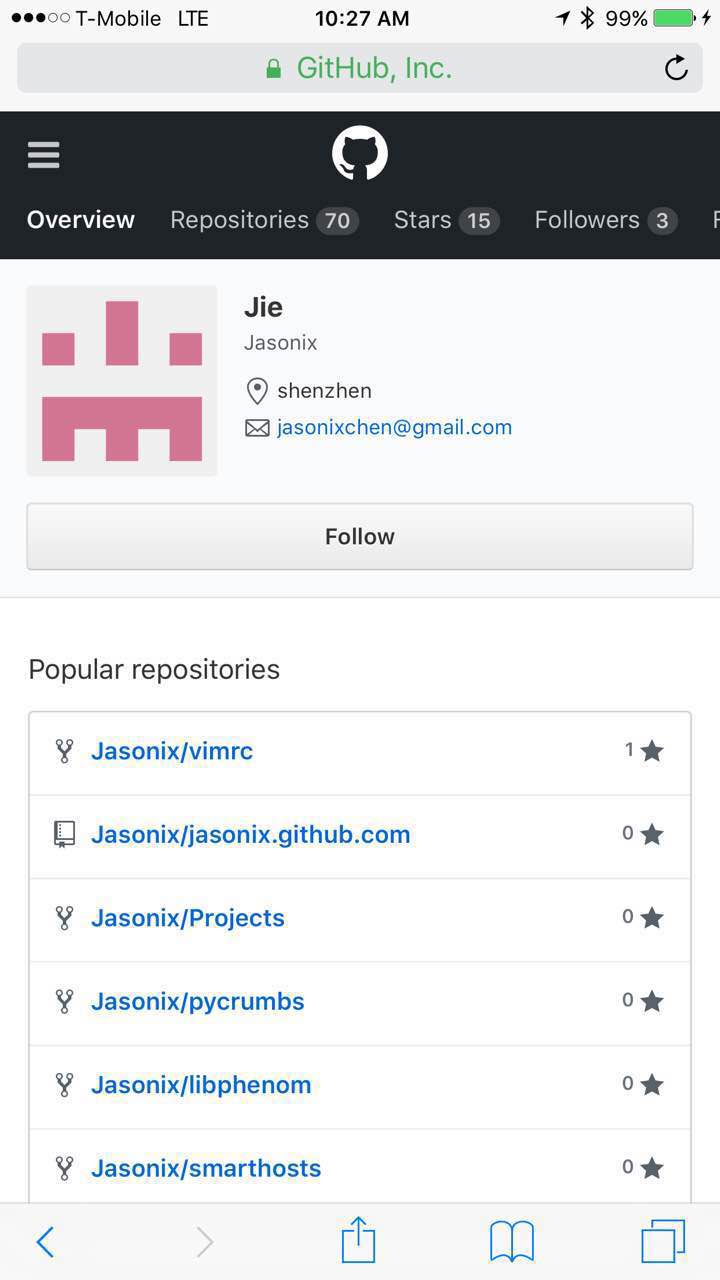 T-Mobile LTE 10:27 AM 99%
GitHub, Inc.
Overview Repositories 70 Stars 15 Followers 3 F
Jie
Jasonix
shenzhen
jasonixchen@gmail.com
Follow
Popular repositories
Jasonix/vimrc 1
Jasonix/jasonix.github.com 0
Jasonix/Projects 0
Jasonix/pycrumbs 0
Jasonix/libphenom 0
Jasonix/smarthosts 0